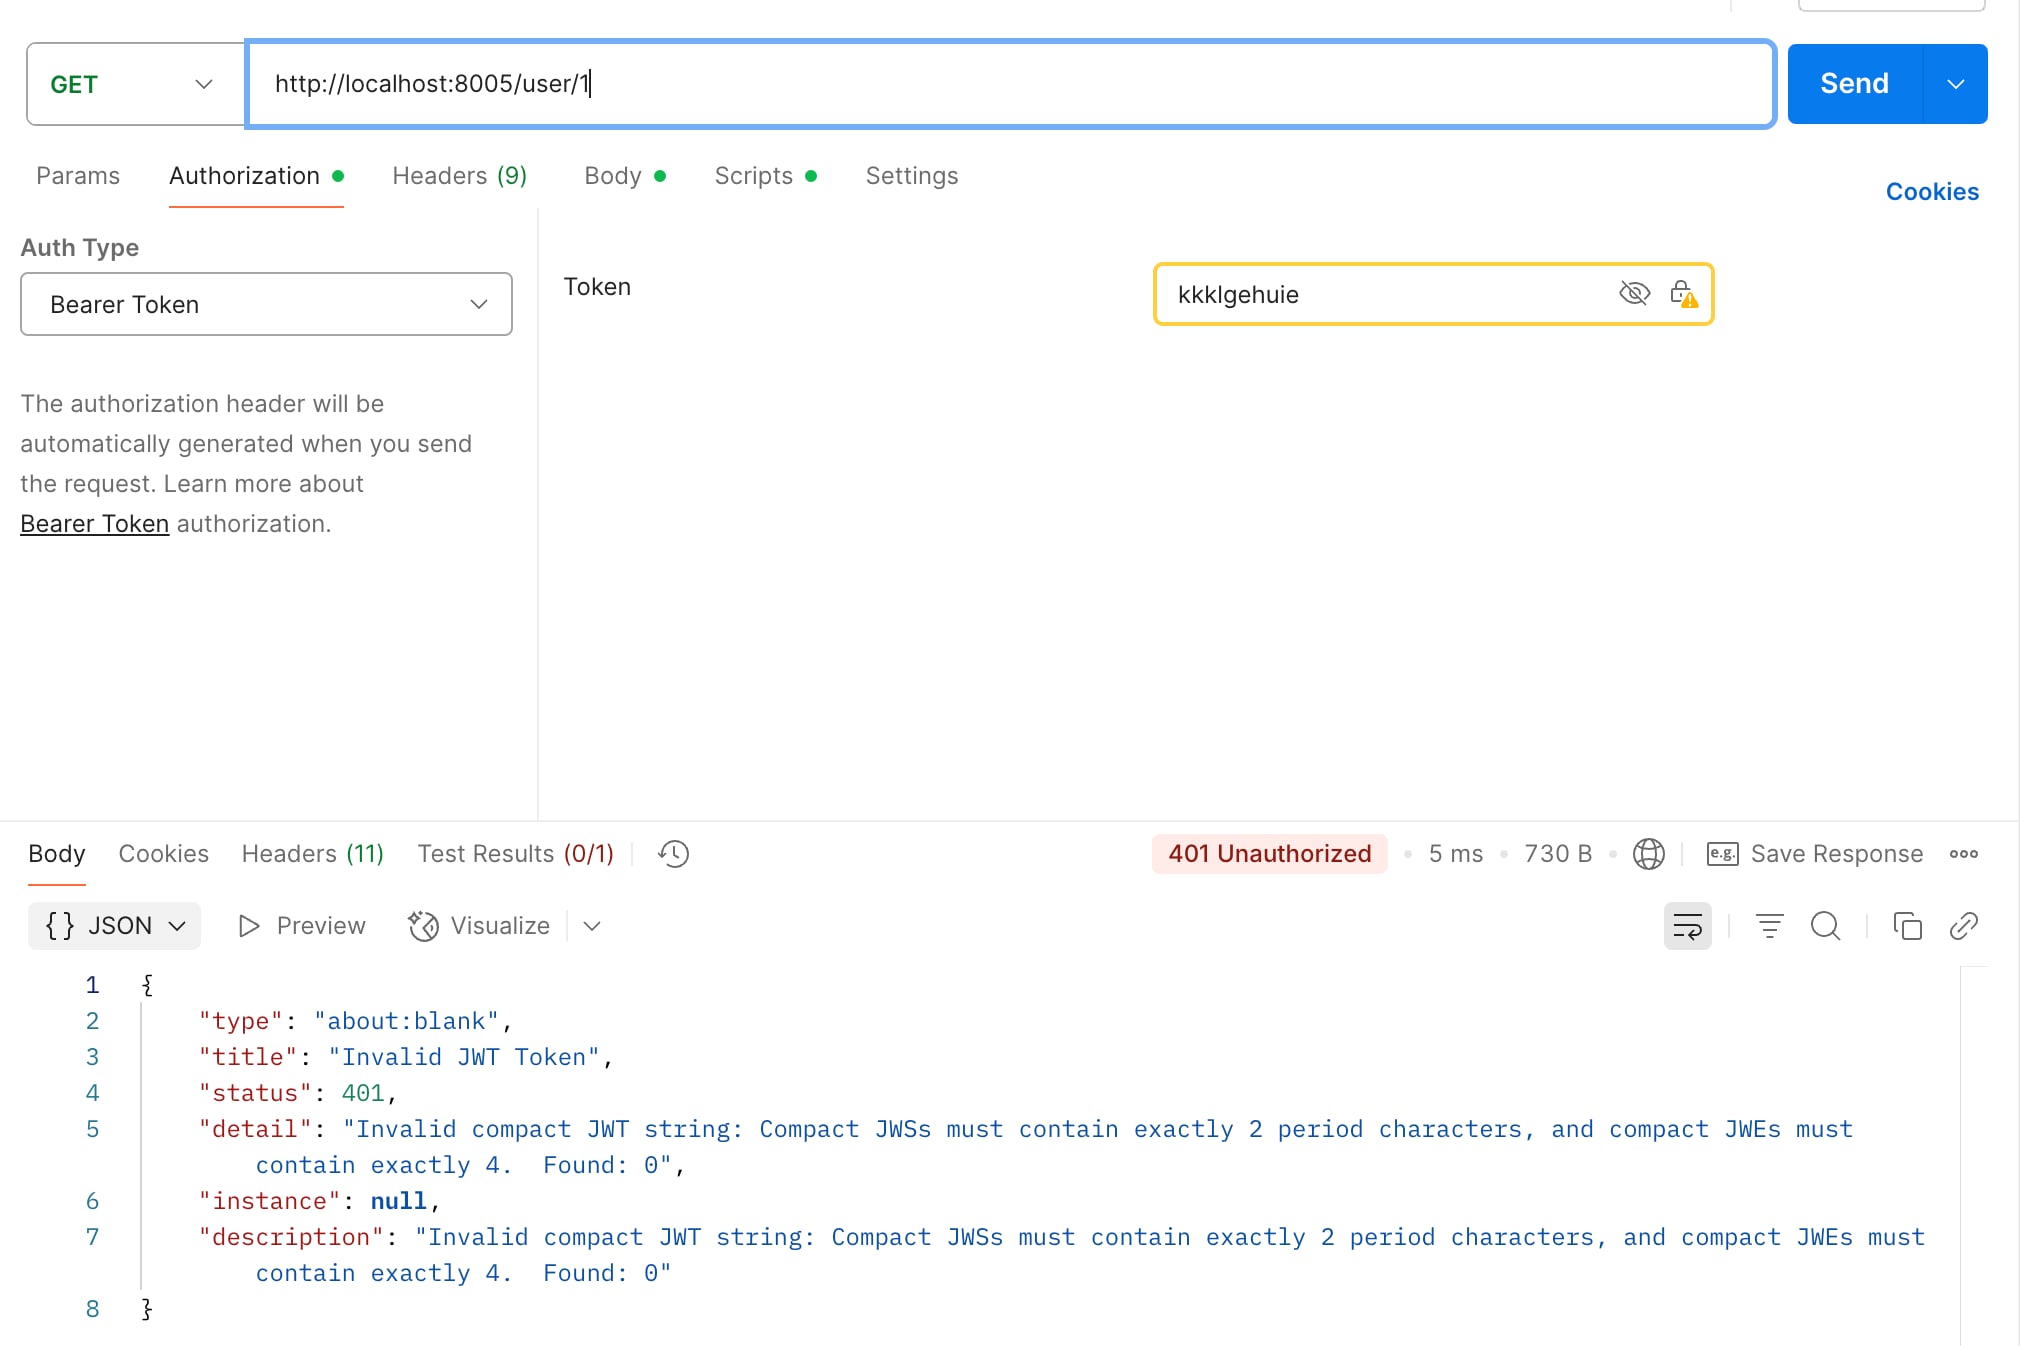 GET
http://localhost:8005/user/1
Send
Params Authorization Headers (9) Body Scripts Settings
Cookies
Auth Type
Bearer Token
Token
kkklgehuie
The authorization header will be
automatically generated when you send
the request. Learn more about
Bearer Token authorization.
Body Cookies Headers (11) Test Results (0/1)
401 Unauthorized 5 ms 730 B e.g. Save Response
{} JSON Preview Visualize
1 {
2 "type": "about:blank",
3 "title": "Invalid JWT Token",
4 "status": 401,
5 "detail": "Invalid compact JWT string: Compact JWSs must contain exactly 2 period characters, and compact JWEs must
contain exactly 4.  Found: 0",
6 "instance": null,
7 "description": "Invalid compact JWT string: Compact JWSs must contain exactly 2 period characters, and compact JWEs must
contain exactly 4.  Found: 0"
8 }